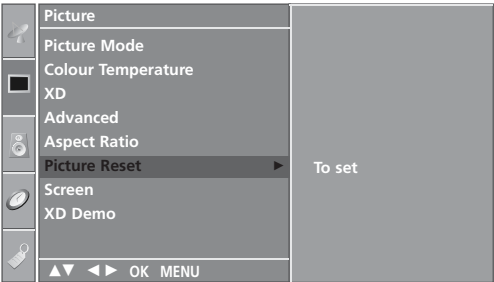 Picture
Picture Mode
Colour Temperature
XD
Advanced
Aspect Ratio
Picture Reset ► To set
Screen
XD Demo
▲▼ ◄► OK MENU